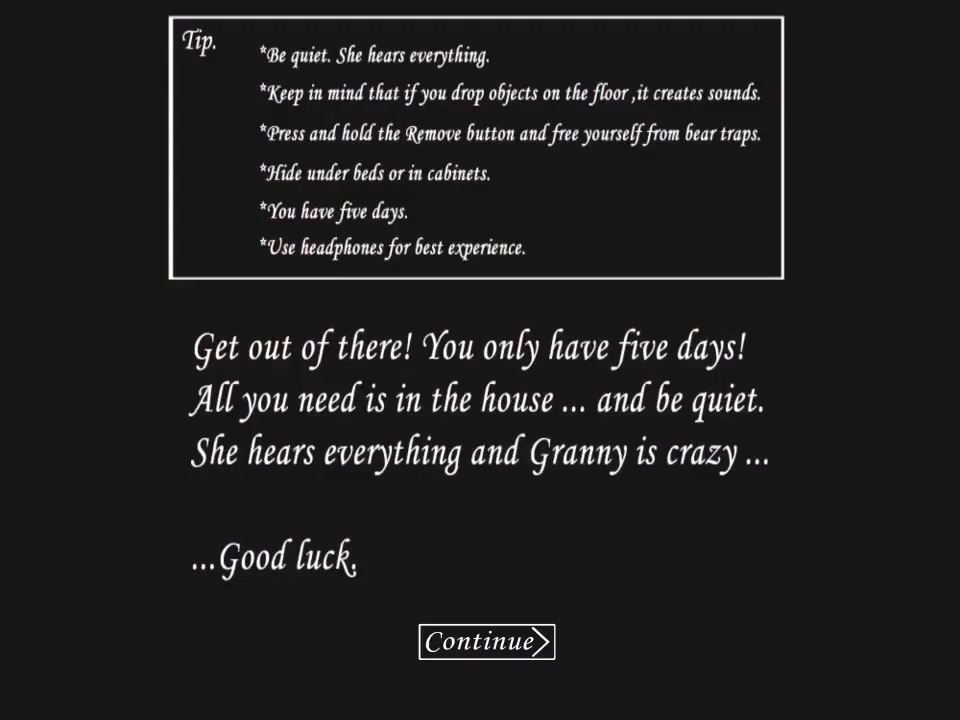 Tip.
*Be quiet. She hears everything.
*Keep in mind that if you drop objects on the floor ,it creates sounds.
*Press and hold the Remove button and free yourself from bear traps.
*Hide under beds or in cabinets.
*You have five days.
*Use headphones for best experience.
Get out of there! You only have five days!
All you need is in the house ... and be quiet.
She hears everything and Granny is crazy ...
...Good luck.
Continue